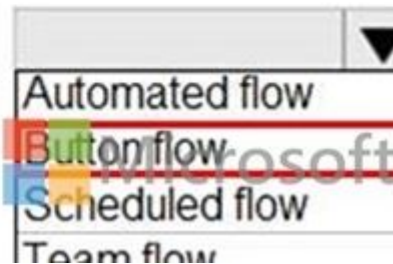 Automated flow
Button flow
Microsoft
Scheduled flow
Team flow